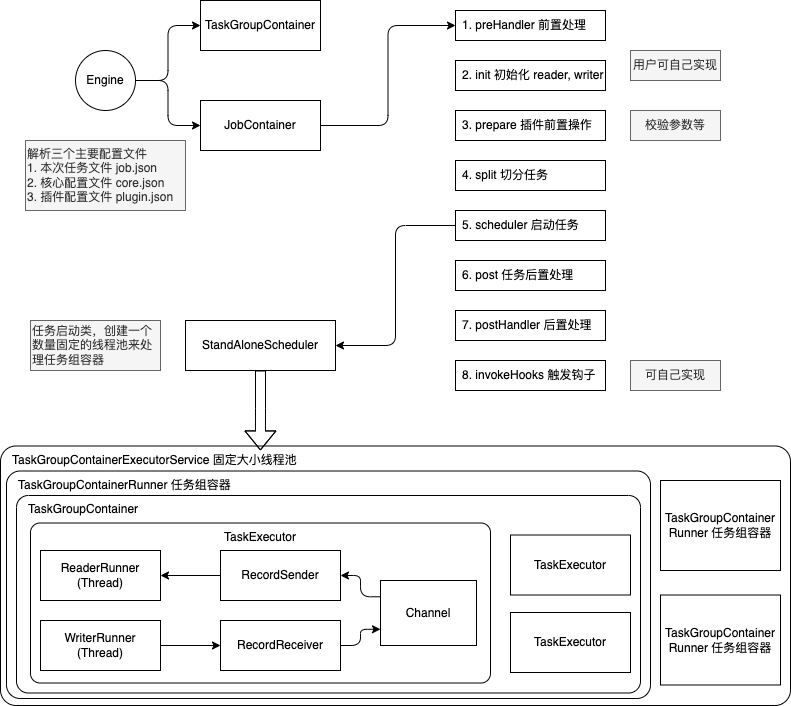 TaskGroupContainer
Engine
JobContainer
解析三个主要配置文件
1. 本次任务文件 job.json
2. 核心配置文件 core.json
3. 插件配置文件 plugin.json
1. preHandler 前置处理
2. init 初始化 reader, writer
用户可自己实现
3. prepare 插件前置操作
校验参数等
4. split 切分任务
5. scheduler 启动任务
6. post 任务后置处理
7. postHandler 后置处理
8. invokeHooks 触发钩子
可自己实现
任务启动类，创建一个
数量固定的线程池来处
理任务组容器
StandAloneScheduler
TaskGroupContainerExecutorService 固定大小线程池
TaskGroupContainerRunner 任务组容器
TaskGroupContainer
TaskExecutor
ReaderRunner
(Thread)
RecordSender
Channel
WriterRunner
(Thread)
RecordReceiver
TaskExecutor
TaskExecutor
TaskGroupContainer
Runner 任务组容器
TaskGroupContainer
Runner 任务组容器